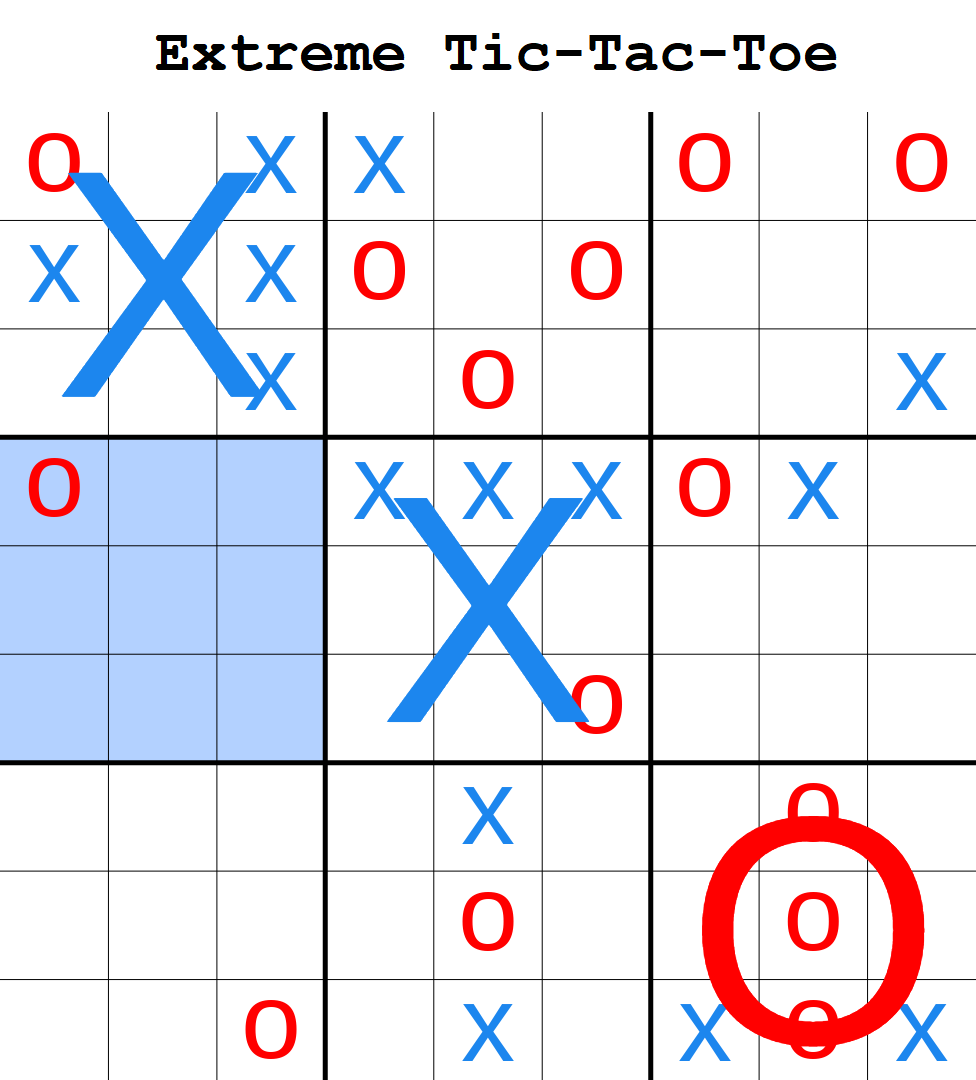 Extreme Tic-Tac-Toe
O X X O O
X X O O
X O X
O X X X O X
O
X O
O O
O X X O X
X
X
O